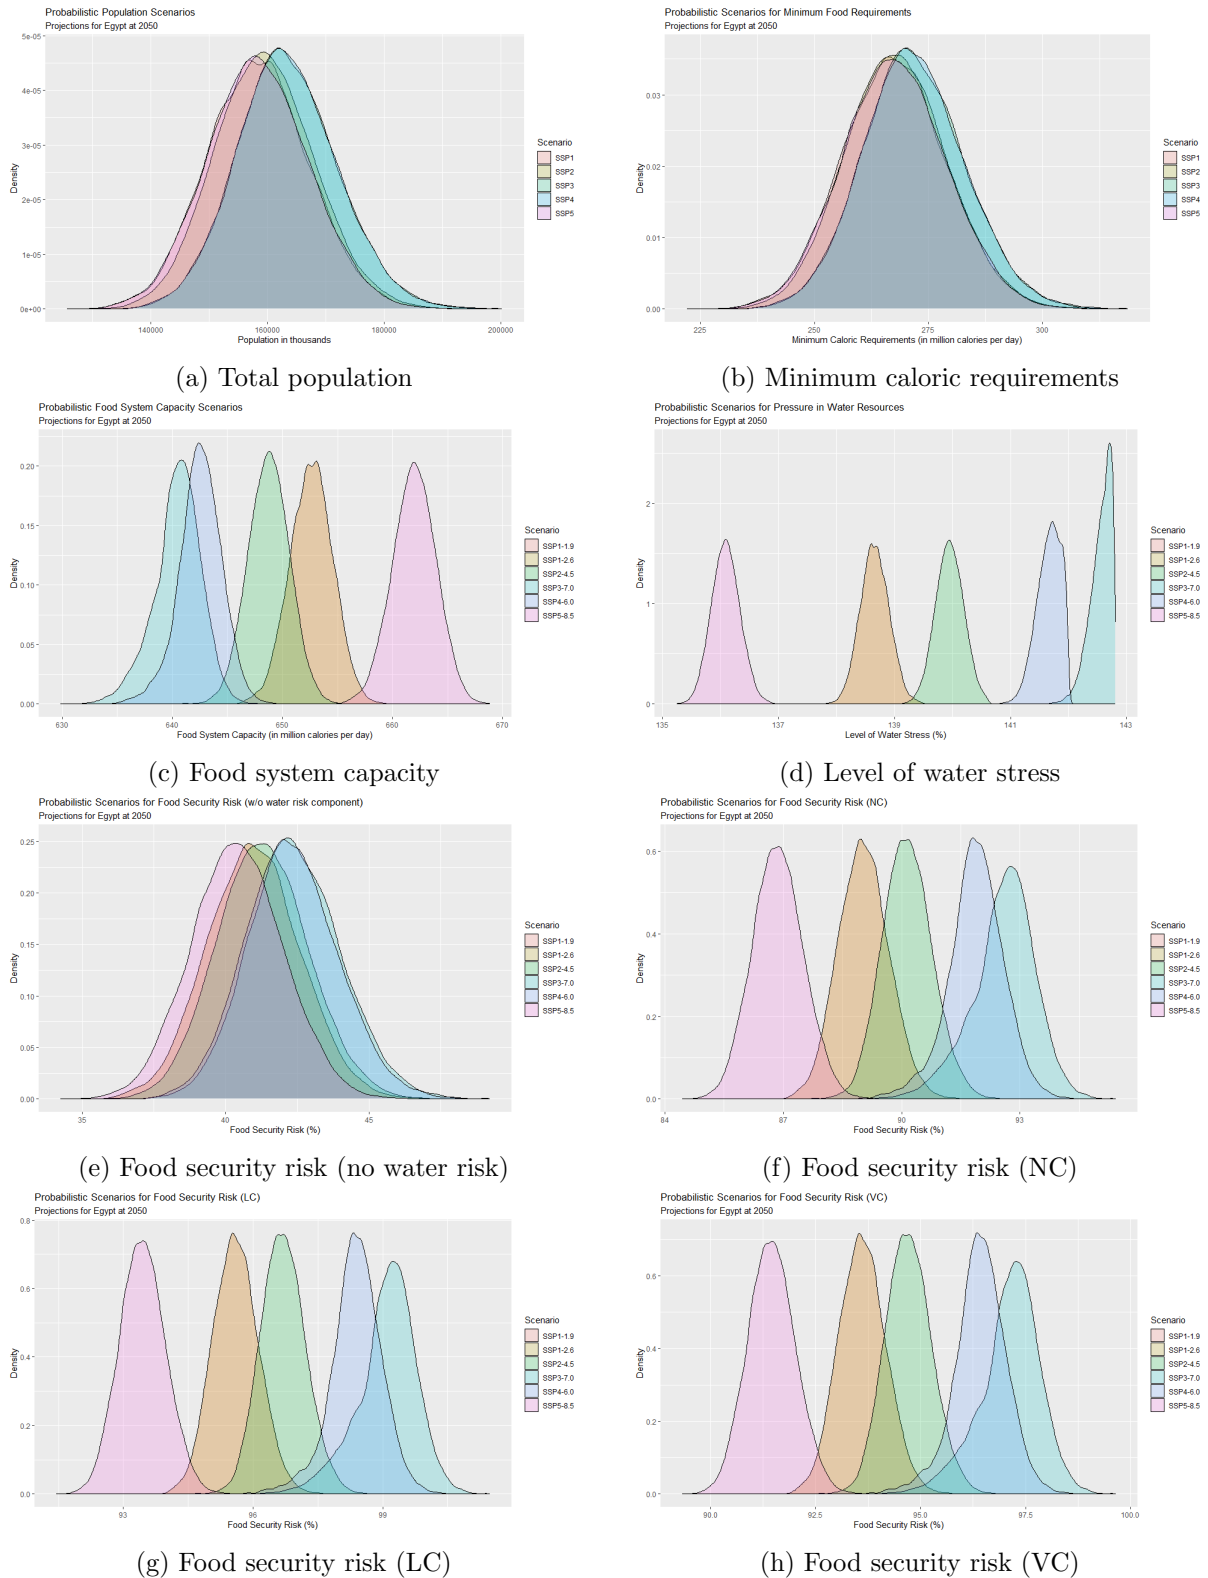 Probabilistic Population Scenarios
Projections for Egypt at 2050
5e-05
4e-05
3e-05
2e-05
1e-05
0e+00
Density
140000 160000 180000 200000
Population in thousands
Scenario
SSP1
SSP2
SSP3
SSP4
SSP5
(a) Total population
Probabilistic Scenarios for Minimum Food Requirements
Projections for Egypt at 2050
0.03
0.02
0.01
0.00
Density
225 250 275 300
Minimum Caloric Requirements (in million calories per day)
Scenario
SSP1
SSP2
SSP3
SSP4
SSP5
(b) Minimum caloric requirements
Probabilistic Food System Capacity Scenarios
Projections for Egypt at 2050
0.20
0.15
0.10
0.05
0.00
Density
630 640 650 660 670
Food System Capacity (in million calories per day)
Scenario
SSP1-1.9
SSP1-2.6
SSP2-4.5
SSP3-7.0
SSP4-6.0
SSP5-8.5
(c) Food system capacity
Probabilistic Scenarios for Pressure in Water Resources
Projections for Egypt at 2050
2
1
0
Density
135 137 139 141 143
Level of Water Stress (%)
Scenario
SSP1-1.9
SSP1-2.6
SSP2-4.5
SSP3-7.0
SSP4-6.0
SSP5-8.5
(d) Level of water stress
Probabilistic Scenarios for Food Security Risk (w/o water risk component)
Projections for Egypt at 2050
0.25
0.20
0.15
0.10
0.05
0.00
Density
35 40 45
Food Security Risk (%)
Scenario
SSP1-1.9
SSP1-2.6
SSP2-4.5
SSP3-7.0
SSP4-6.0
SSP5-8.5
(e) Food security risk (no water risk)
Probabilistic Scenarios for Food Security Risk (NC)
Projections for Egypt at 2050
0.6
0.4
0.2
0.0
Density
84 87 90 93
Food Security Risk (%)
Scenario
SSP1-1.9
SSP1-2.6
SSP2-4.5
SSP3-7.0
SSP4-6.0
SSP5-8.5
(f) Food security risk (NC)
Probabilistic Scenarios for Food Security Risk (LC)
Projections for Egypt at 2050
0.8
0.6
0.4
0.2
0.0
Density
93 96 99
Food Security Risk (%)
Scenario
SSP1-1.9
SSP1-2.6
SSP2-4.5
SSP3-7.0
SSP4-6.0
SSP5-8.5
(g) Food security risk (LC)
Probabilistic Scenarios for Food Security Risk (VC)
Projections for Egypt at 2050
0.6
0.4
0.2
0.0
Density
90.0 92.5 95.0 97.5 100.0
Food Security Risk (%)
Scenario
SSP1-1.9
SSP1-2.6
SSP2-4.5
SSP3-7.0
SSP4-6.0
SSP5-8.5
(h) Food security risk (VC)